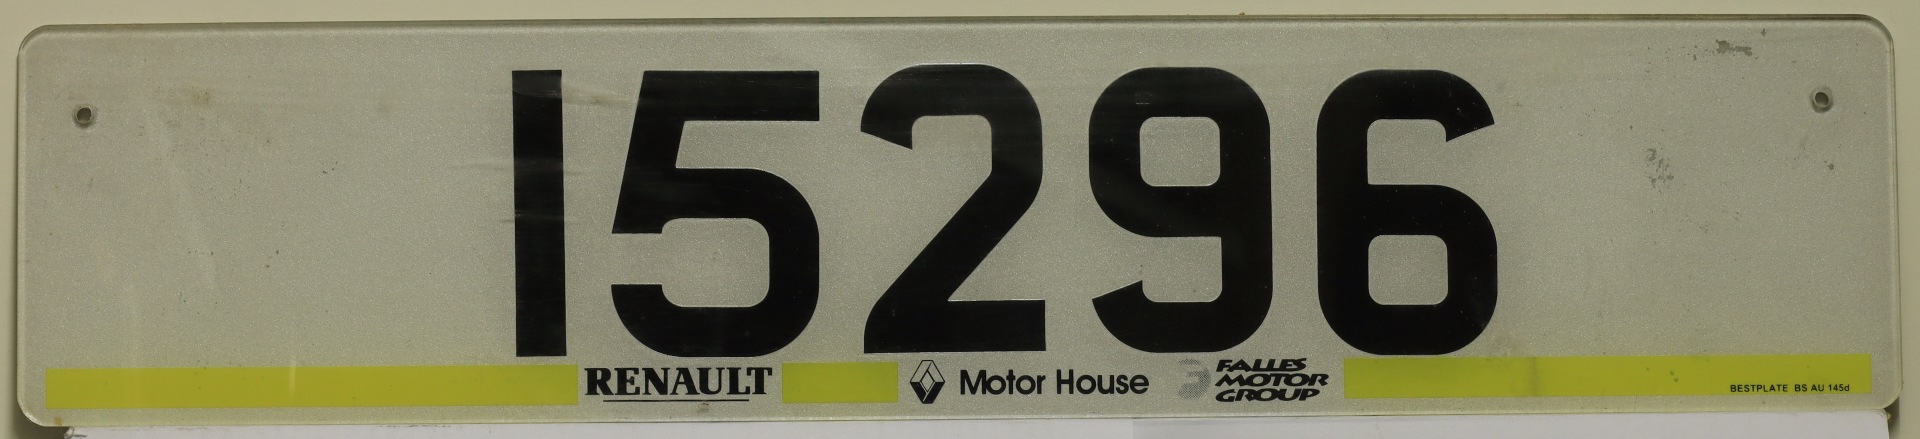 15296
RENAULT Motor House FALLES MOTOR GROUP
BESTPLATE BS AU 145d